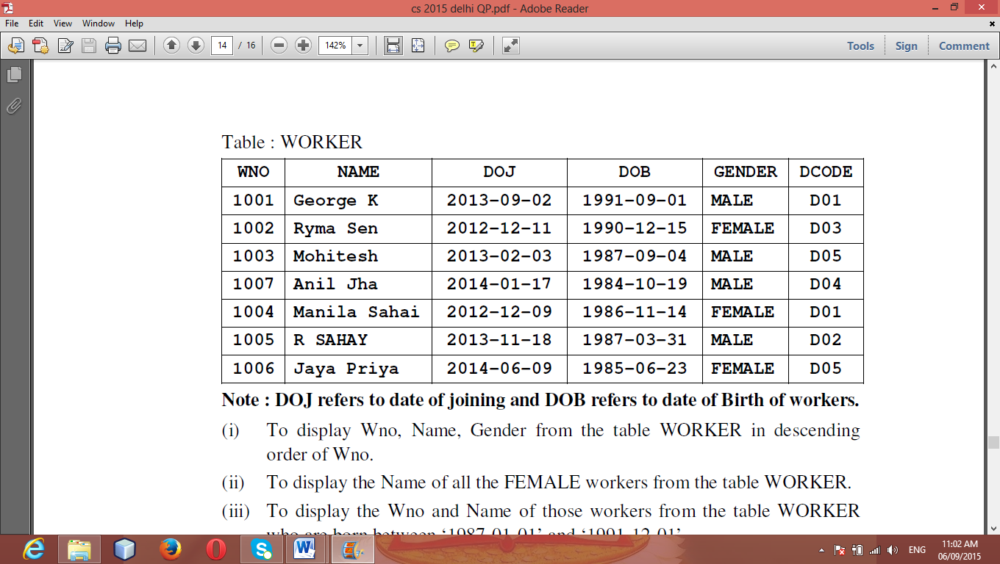 cs 2015 delhi QP.pdf - Adobe Reader
File Edit View Window Help
14 / 16 142% Tools Sign Comment
Table : WORKER
WNO NAME DOJ DOB GENDER DCODE
1001 George K 2013-09-02 1991-09-01 MALE D01
1002 Ryma Sen 2012-12-11 1990-12-15 FEMALE D03
1003 Mohitesh 2013-02-03 1987-09-04 MALE D05
1007 Anil Jha 2014-01-17 1984-10-19 MALE D04
1004 Manila Sahai 2012-12-09 1986-11-14 FEMALE D01
1005 R SAHAY 2013-11-18 1987-03-31 MALE D02
1006 Jaya Priya 2014-06-09 1985-06-23 FEMALE D05
Note : DOJ refers to date of joining and DOB refers to date of Birth of workers.
(i) To display Wno, Name, Gender from the table WORKER in descending
order of Wno.
(ii) To display the Name of all the FEMALE workers from the table WORKER.
(iii) To display the Wno and Name of those workers from the table WORKER
who are born between ‘1987-01-01’ and ‘1991-12-01’
ENG 11:02 AM
06/09/2015